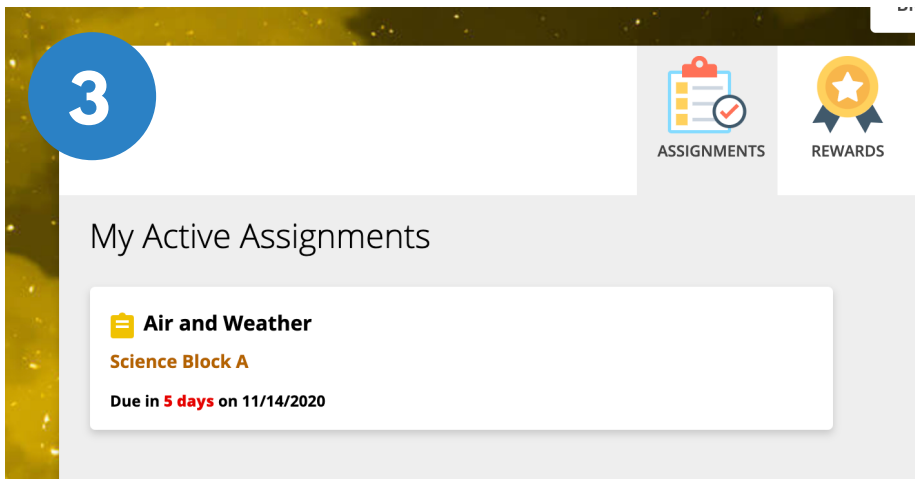 3
ASSIGNMENTS
REWARDS
My Active Assignments
Air and Weather
Science Block A
Due in 5 days on 11/14/2020